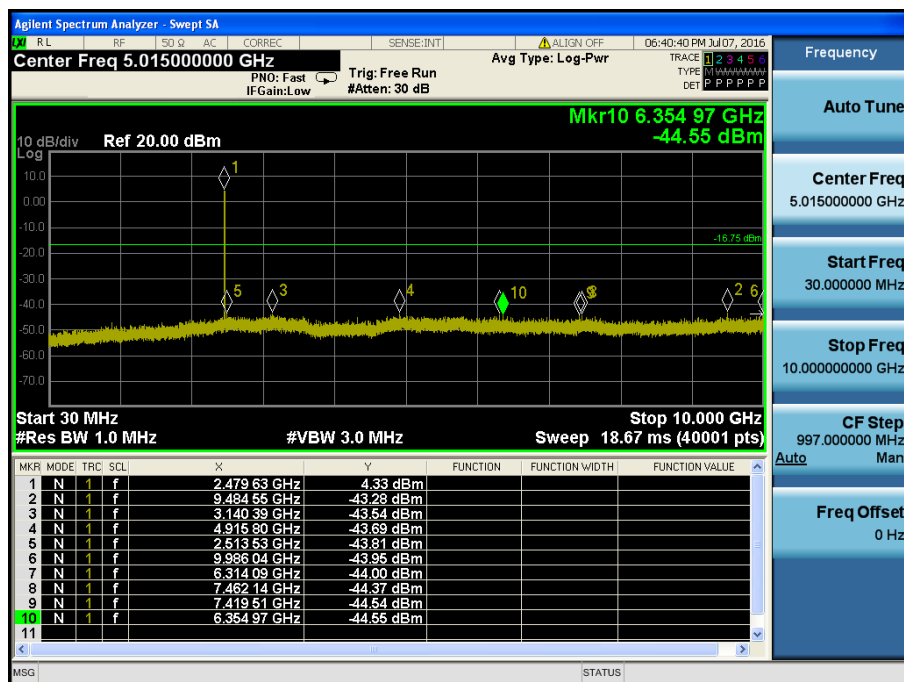 Agilent Spectrum Analyzer - Swept SA
LXI RL RF 50 Ω AC CORREC SENSE:INT ALIGN OFF 06:40:40 PM Jul 07, 2016
Center Freq 5.015000000 GHz
PNO: Fast
IFGain:Low
Trig: Free Run
#Atten: 30 dB
Avg Type: Log-Pwr
TRACE 1 2 3 4 5 6
TYPE M W W W W W
DET P P P P P P
Mkr10 6.354 97 GHz
-44.55 dBm
10 dB/div Ref 20.00 dBm
Log
10.0
0.00
-10.0
-20.0
-30.0
-40.0
-50.0
-60.0
-70.0
-16.75 dBm
1
5 3 4 10 9 8 2 6
Start 30 MHz Stop 10.000 GHz
#Res BW 1.0 MHz #VBW 3.0 MHz Sweep 18.67 ms (40001 pts)
MKR MODE TRC SCL X Y FUNCTION FUNCTION WIDTH FUNCTION VALUE
1 N 1 f 2.479 63 GHz 4.33 dBm
2 N 1 f 9.484 55 GHz -43.28 dBm
3 N 1 f 3.140 39 GHz -43.54 dBm
4 N 1 f 4.915 80 GHz -43.69 dBm
5 N 1 f 2.513 53 GHz -43.81 dBm
6 N 1 f 9.986 04 GHz -43.95 dBm
7 N 1 f 6.314 09 GHz -44.00 dBm
8 N 1 f 7.462 14 GHz -44.37 dBm
9 N 1 f 7.419 51 GHz -44.54 dBm
10 N 1 f 6.354 97 GHz -44.55 dBm
11
MSG STATUS
Frequency
Auto Tune
Center Freq
5.015000000 GHz
Start Freq
30.000000 MHz
Stop Freq
10.000000000 GHz
CF Step
997.000000 MHz
Auto Man
Freq Offset
0 Hz